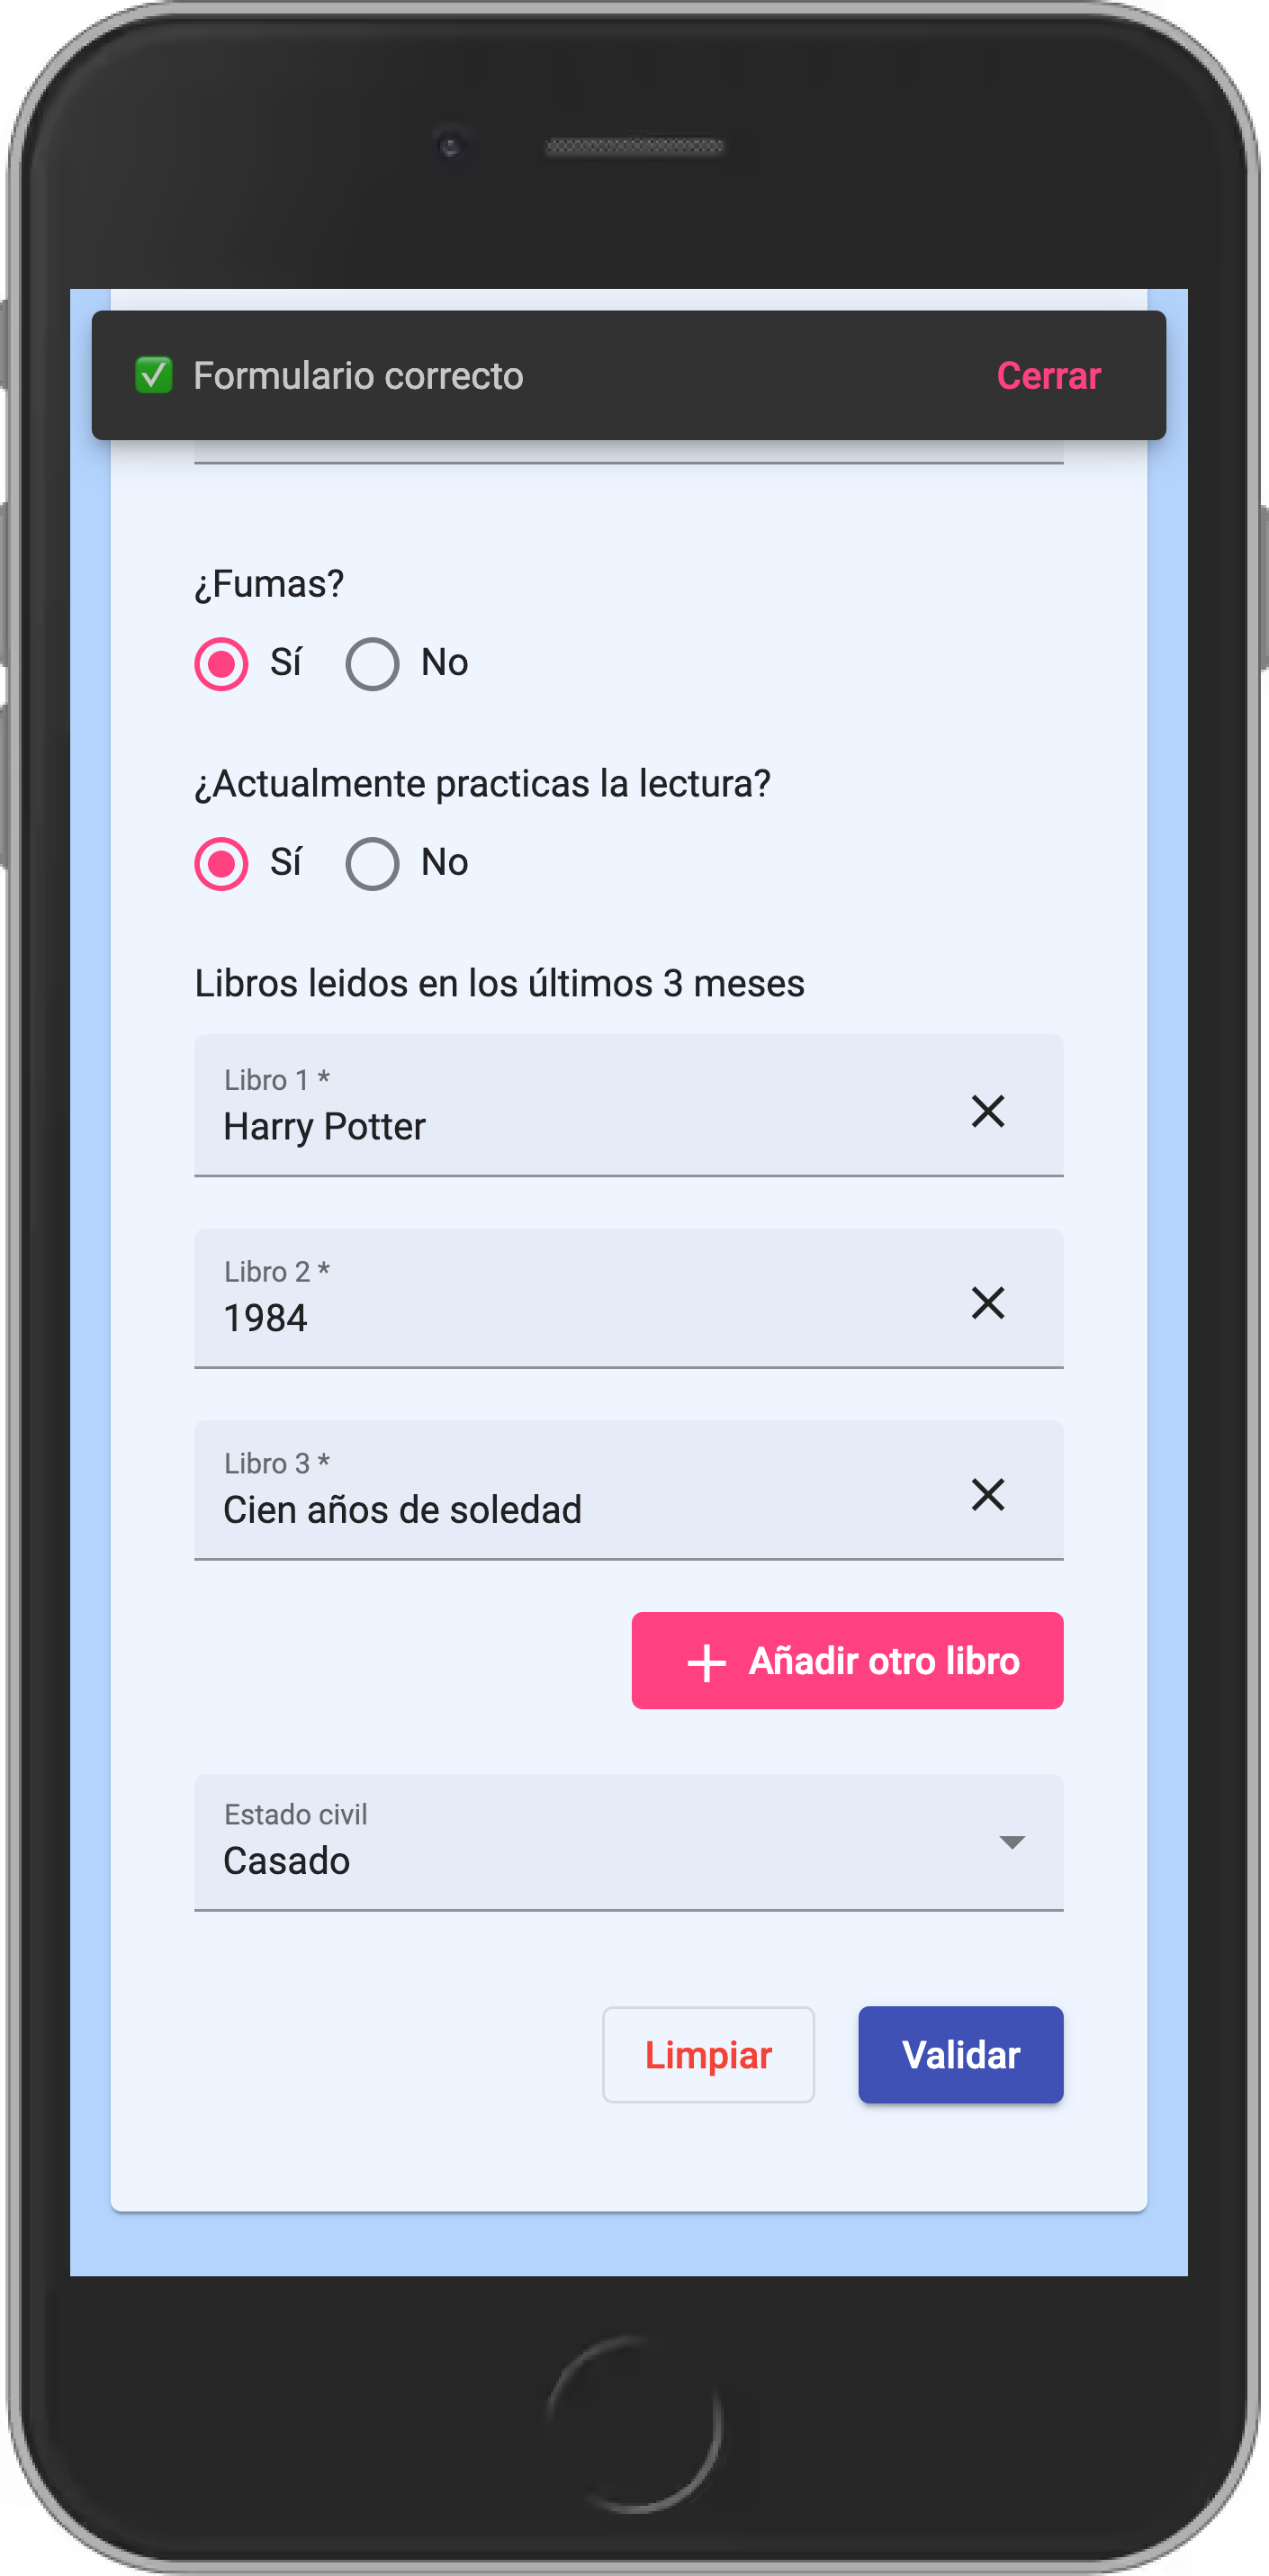 ✅ Formulario correcto Cerrar
¿Fumas?
Sí No
¿Actualmente practicas la lectura?
Sí No
Libros leidos en los últimos 3 meses
Libro 1 *
Harry Potter
Libro 2 *
1984
Libro 3 *
Cien años de soledad
+ Añadir otro libro
Estado civil
Casado
Limpiar Validar